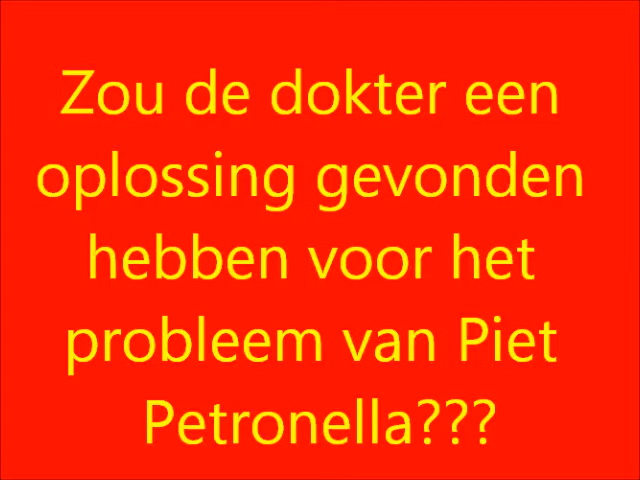 Zou de dokter een
oplossing gevonden
hebben voor het
probleem van Piet
Petronella???